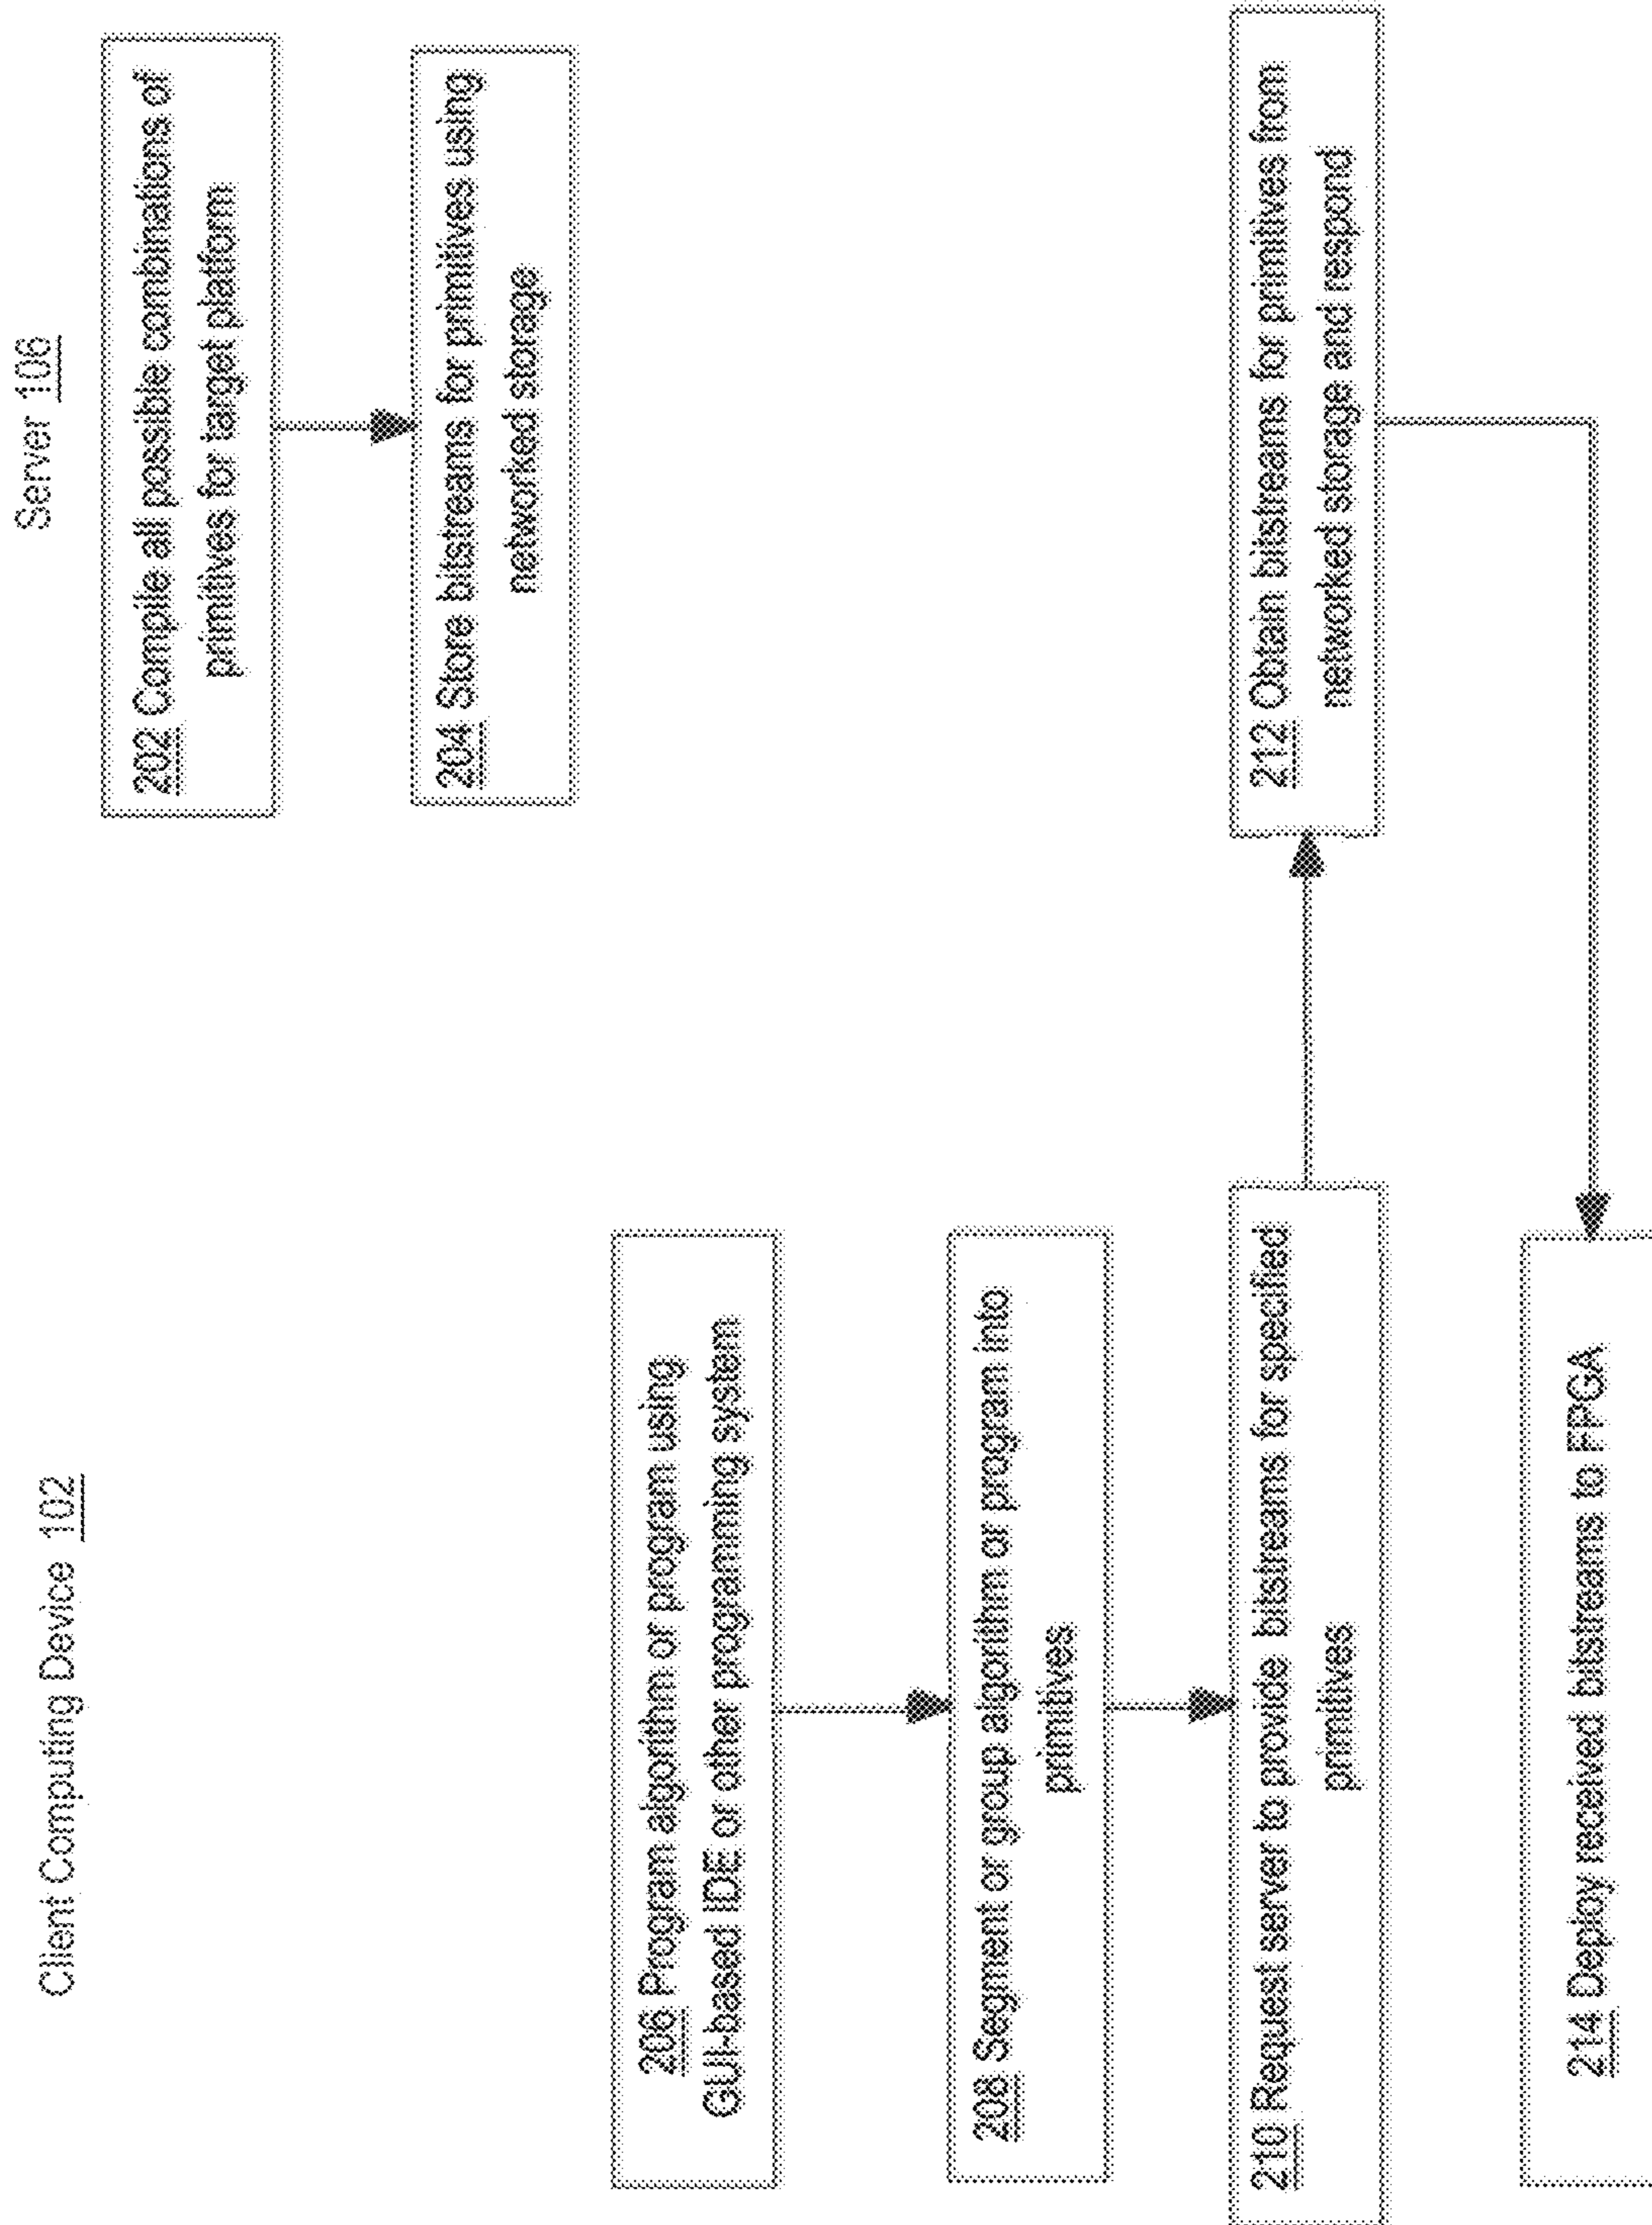 Client Computing Device 102
Server 106
202 Compile all possible combinations of
primitives for target platform
204 Store bitstreams for primitives using
networked storage
206 Program algorithm or program using
GUI-based IDE or other programming system
208 Segment or group algorithm or program into
primitives
210 Request server to provide bitstreams for specified
primitives
212 Obtain bitstreams for primitives from
networked storage and respond
214 Deploy received bitstreams to FPGA